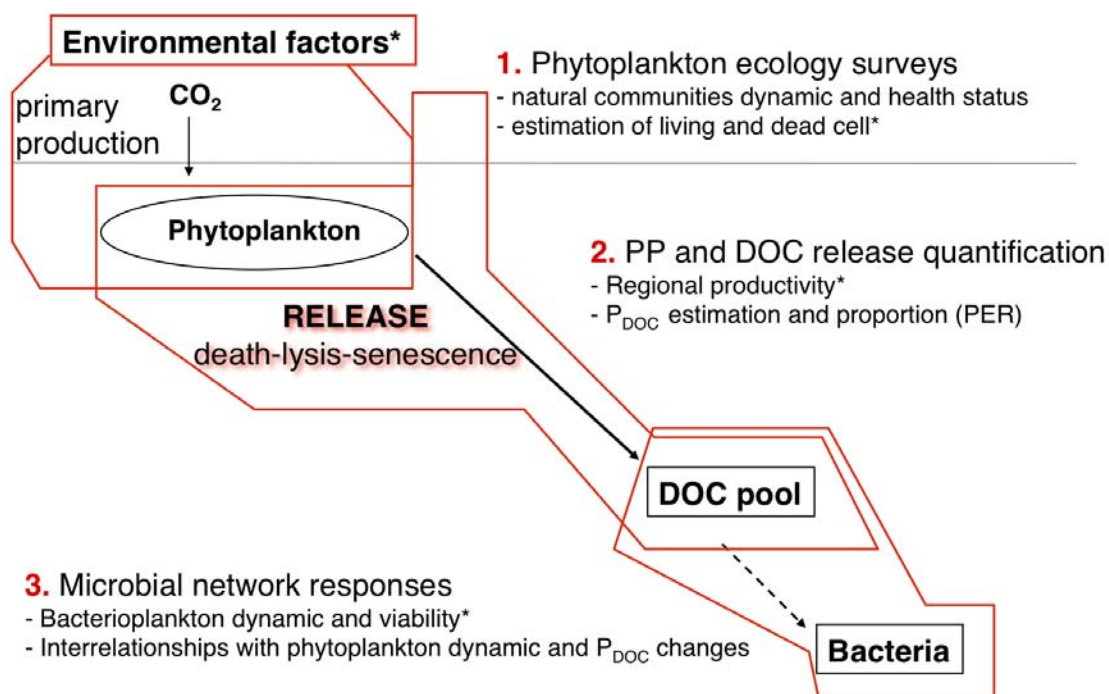 Environmental factors*
1. Phytoplankton ecology surveys
- natural communities dynamic and health status
- estimation of living and dead cell*
primary
production
CO₂
Phytoplankton
2. PP and DOC release quantification
- Regional productivity*
- P_DOC estimation and proportion (PER)
RELEASE
death-lysis-senescence
DOC pool
3. Microbial network responses
- Bacterioplankton dynamic and viability*
- Interrelationships with phytoplankton dynamic and P_DOC changes
Bacteria